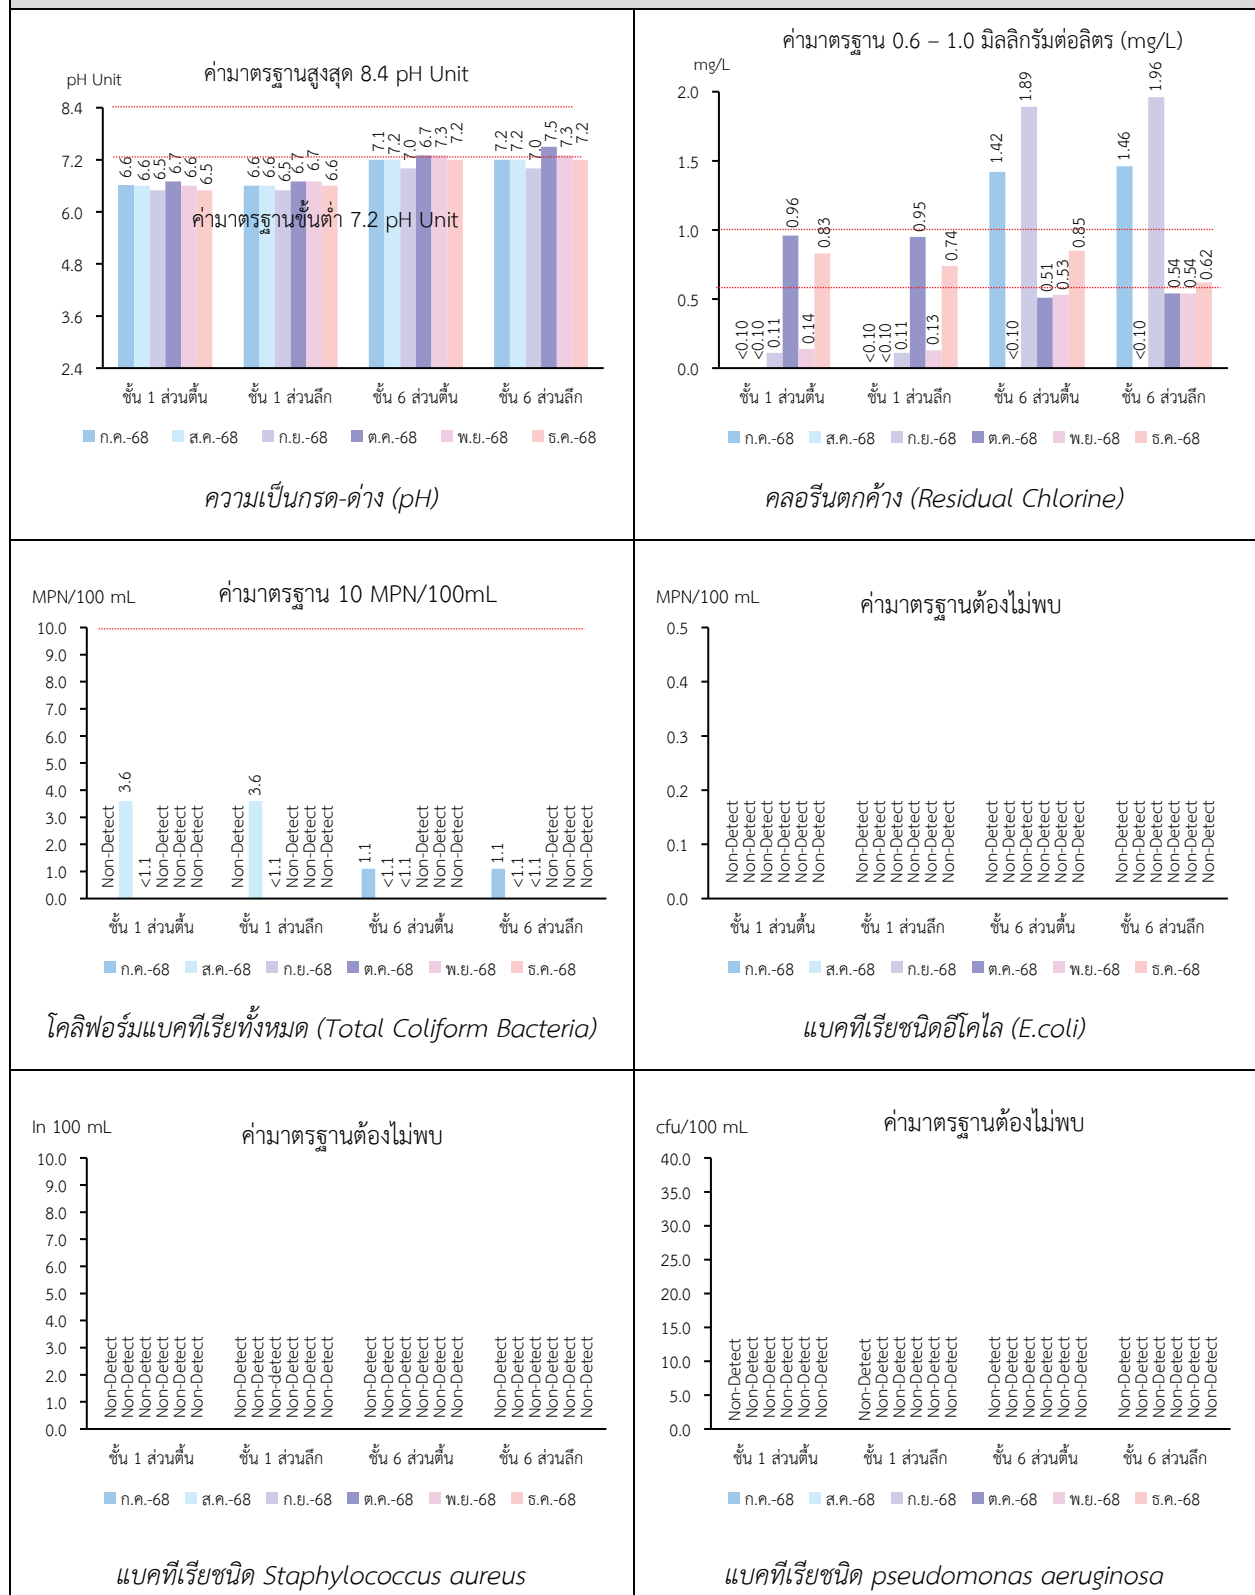 ค่ามาตรฐานสูงสุด 8.4 pH Unit
pH Unit
8.4
7.2
6.0
4.8
3.6
2.4
6.6 6.6 6.5 6.7 6.6 6.5
6.6 6.6 6.5 6.7 6.7 6.6
7.1 7.2 7.0 6.7 7.3 7.2
7.2 7.2 7.0 7.5 7.3 7.2
ค่ามาตรฐานขั้นต่ำ 7.2 pH Unit
ชั้น 1 ส่วนตื้น ชั้น 1 ส่วนลึก ชั้น 6 ส่วนตื้น ชั้น 6 ส่วนลึก
ก.ค.-68 ส.ค.-68 ก.ย.-68 ต.ค.-68 พ.ย.-68 ธ.ค.-68
ความเป็นกรด-ด่าง (pH)
ค่ามาตรฐาน 0.6 – 1.0 มิลลิกรัมต่อลิตร (mg/L)
mg/L
2.0
1.5
1.0
0.5
0.0
<0.10 <0.10 0.11 0.96 0.14 0.83
<0.10 <0.10 0.11 0.95 0.13 0.74
1.42 <0.10 1.89 0.51 0.53 0.85
1.46 <0.10 1.96 0.54 0.54 0.62
ชั้น 1 ส่วนตื้น ชั้น 1 ส่วนลึก ชั้น 6 ส่วนตื้น ชั้น 6 ส่วนลึก
ก.ค.-68 ส.ค.-68 ก.ย.-68 ต.ค.-68 พ.ย.-68 ธ.ค.-68
คลอรีนตกค้าง (Residual Chlorine)
MPN/100 mL
ค่ามาตรฐาน 10 MPN/100mL
10.0
9.0
8.0
7.0
6.0
5.0
4.0
3.0
2.0
1.0
0.0
Non-Detect 3.6 <1.1 Non-Detect Non-Detect Non-Detect
Non-Detect 3.6 <1.1 Non-Detect Non-Detect Non-Detect
1.1 <1.1 <1.1 Non-Detect Non-Detect Non-Detect
1.1 <1.1 <1.1 Non-Detect Non-Detect Non-Detect
ชั้น 1 ส่วนตื้น ชั้น 1 ส่วนลึก ชั้น 6 ส่วนตื้น ชั้น 6 ส่วนลึก
ก.ค.-68 ส.ค.-68 ก.ย.-68 ต.ค.-68 พ.ย.-68 ธ.ค.-68
โคลิฟอร์มแบคทีเรียทั้งหมด (Total Coliform Bacteria)
MPN/100 mL
ค่ามาตรฐานต้องไม่พบ
0.5
0.4
0.3
0.2
0.1
0.0
Non-Detect Non-Detect Non-Detect Non-Detect Non-Detect Non-Detect
Non-Detect Non-Detect Non-Detect Non-Detect Non-Detect Non-Detect
Non-Detect Non-Detect Non-Detect Non-Detect Non-Detect Non-Detect
Non-Detect Non-Detect Non-Detect Non-Detect Non-Detect Non-Detect
ชั้น 1 ส่วนตื้น ชั้น 1 ส่วนลึก ชั้น 6 ส่วนตื้น ชั้น 6 ส่วนลึก
ก.ค.-68 ส.ค.-68 ก.ย.-68 ต.ค.-68 พ.ย.-68 ธ.ค.-68
แบคทีเรียชนิดอีโคไล (E.coli)
In 100 mL
ค่ามาตรฐานต้องไม่พบ
10.0
9.0
8.0
7.0
6.0
5.0
4.0
3.0
2.0
1.0
0.0
Non-Detect Non-Detect Non-Detect Non-Detect Non-Detect Non-Detect
Non-Detect Non-Detect Non-detect Non-Detect Non-Detect Non-Detect
Non-Detect Non-Detect Non-Detect Non-Detect Non-Detect Non-Detect
Non-Detect Non-Detect Non-Detect Non-Detect Non-Detect Non-Detect
ชั้น 1 ส่วนตื้น ชั้น 1 ส่วนลึก ชั้น 6 ส่วนตื้น ชั้น 6 ส่วนลึก
ก.ค.-68 ส.ค.-68 ก.ย.-68 ต.ค.-68 พ.ย.-68 ธ.ค.-68
แบคทีเรียชนิด Staphylococcus aureus
cfu/100 mL
ค่ามาตรฐานต้องไม่พบ
40.0
35.0
30.0
25.0
20.0
15.0
10.0
5.0
0.0
Non-Detect Non-Detect Non-Detect Non-Detect Non-Detect Non-Detect
Non-Detect Non-Detect Non-Detect Non-Detect Non-Detect Non-Detect
Non-Detect Non-Detect Non-Detect Non-Detect Non-Detect Non-Detect
Non-Detect Non-Detect Non-Detect Non-Detect Non-Detect Non-Detect
ชั้น 1 ส่วนตื้น ชั้น 1 ส่วนลึก ชั้น 6 ส่วนตื้น ชั้น 6 ส่วนลึก
ก.ค.-68 ส.ค.-68 ก.ย.-68 ต.ค.-68 พ.ย.-68 ธ.ค.-68
แบคทีเรียชนิด pseudomonas aeruginosa